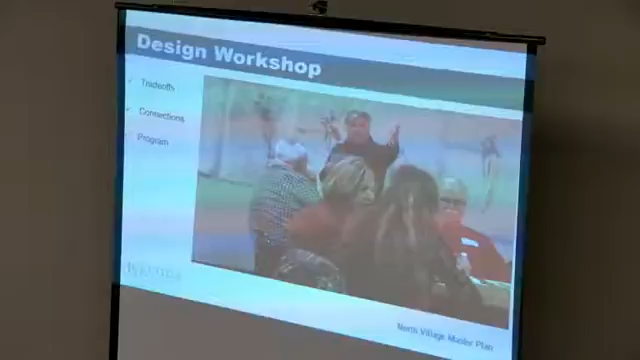 Design Workshop
Tradeoffs
Connections
Program
North Village Master Plan